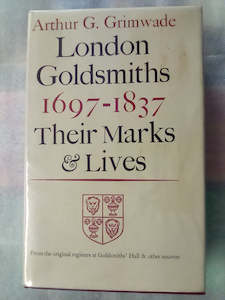 Arthur G. Grimwade
London
Goldsmiths
1697-1837
Their Marks
& Lives
From the original registers at Goldsmiths' Hall & other sources